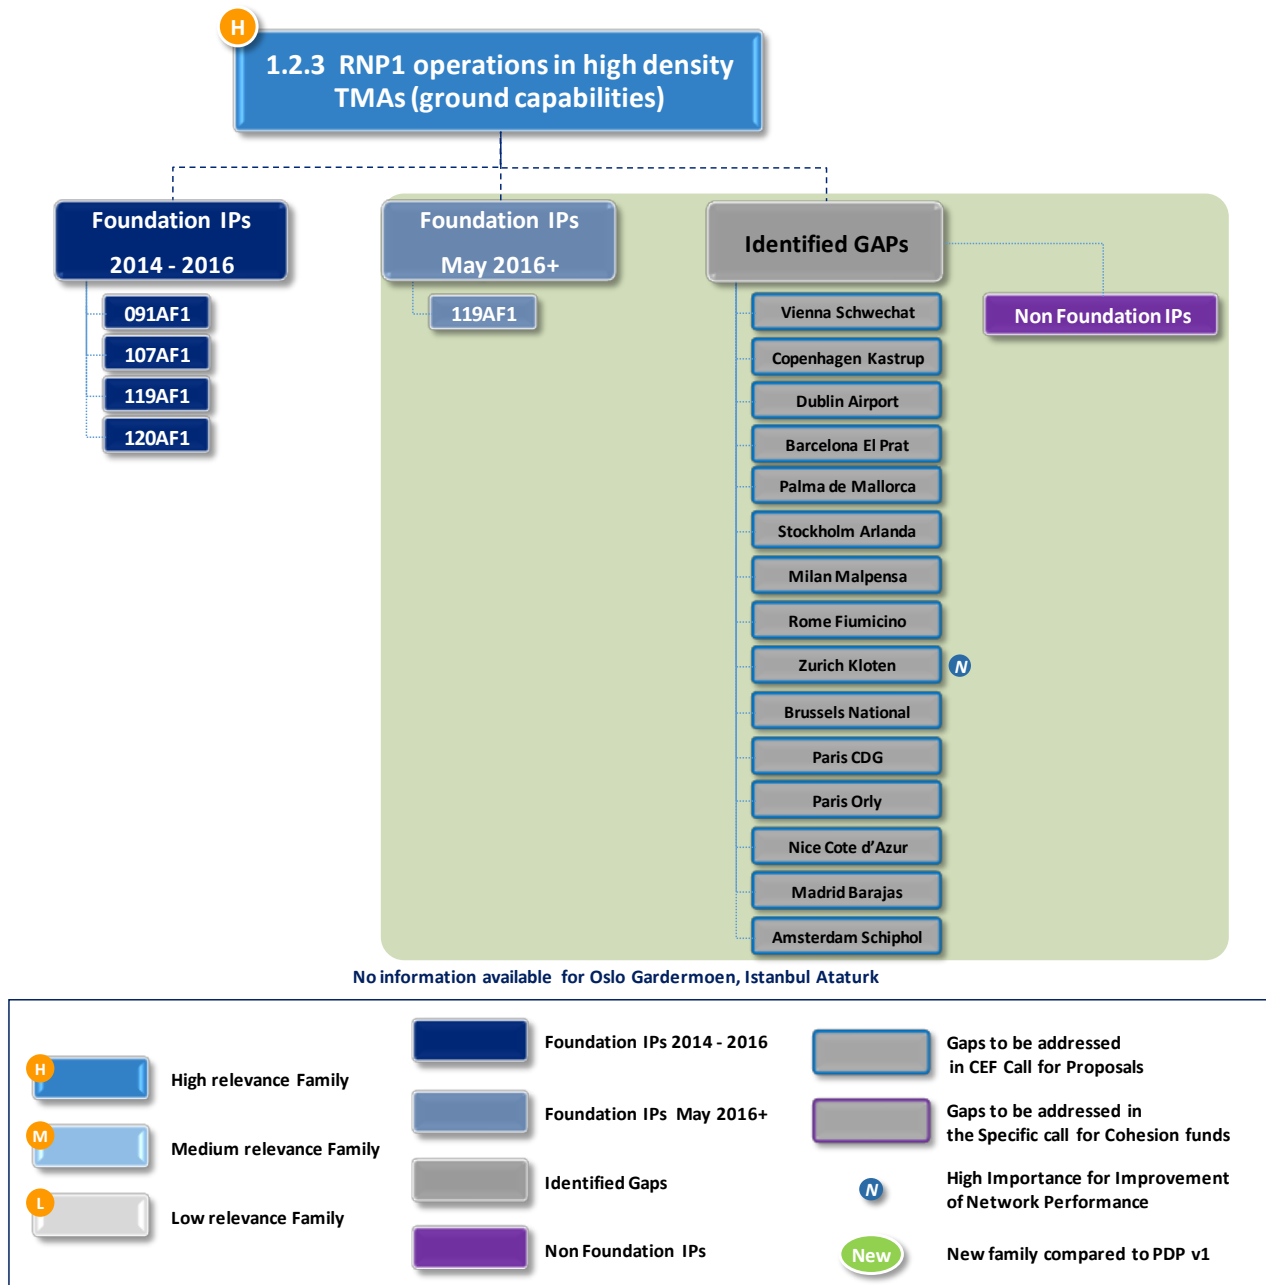 H
1.2.3 RNP1 operations in high density
TMAs (ground capabilities)
Foundation IPs
2014 - 2016
091AF1
107AF1
119AF1
120AF1
Foundation IPs
May 2016+
119AF1
Identified GAPs
Vienna Schwechat
Copenhagen Kastrup
Dublin Airport
Barcelona El Prat
Palma de Mallorca
Stockholm Arlanda
Milan Malpensa
Rome Fiumicino
Zurich Kloten
N
Brussels National
Paris CDG
Paris Orly
Nice Cote d’Azur
Madrid Barajas
Amsterdam Schiphol
Non Foundation IPs
No information available for Oslo Gardermoen, Istanbul Ataturk
H
High relevance Family
M
Medium relevance Family
L
Low relevance Family
Foundation IPs 2014 - 2016
Foundation IPs May 2016+
Identified Gaps
Non Foundation IPs
Gaps to be addressed
in CEF Call for Proposals
Gaps to be addressed in
the Specific call for Cohesion funds
N
High Importance for Improvement
of Network Performance
New
New family compared to PDP v1